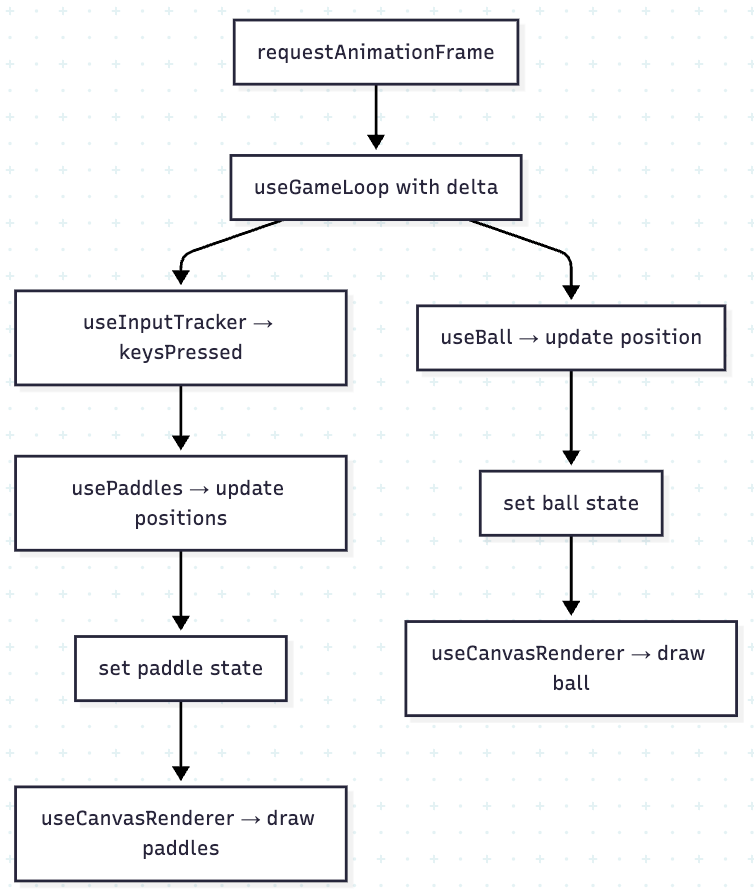 requestAnimationFrame
useGameLoop with delta
useInputTracker →
keysPressed
useBall → update position
usePaddles → update
positions
set ball state
set paddle state
useCanvasRenderer → draw
ball
useCanvasRenderer → draw
paddles